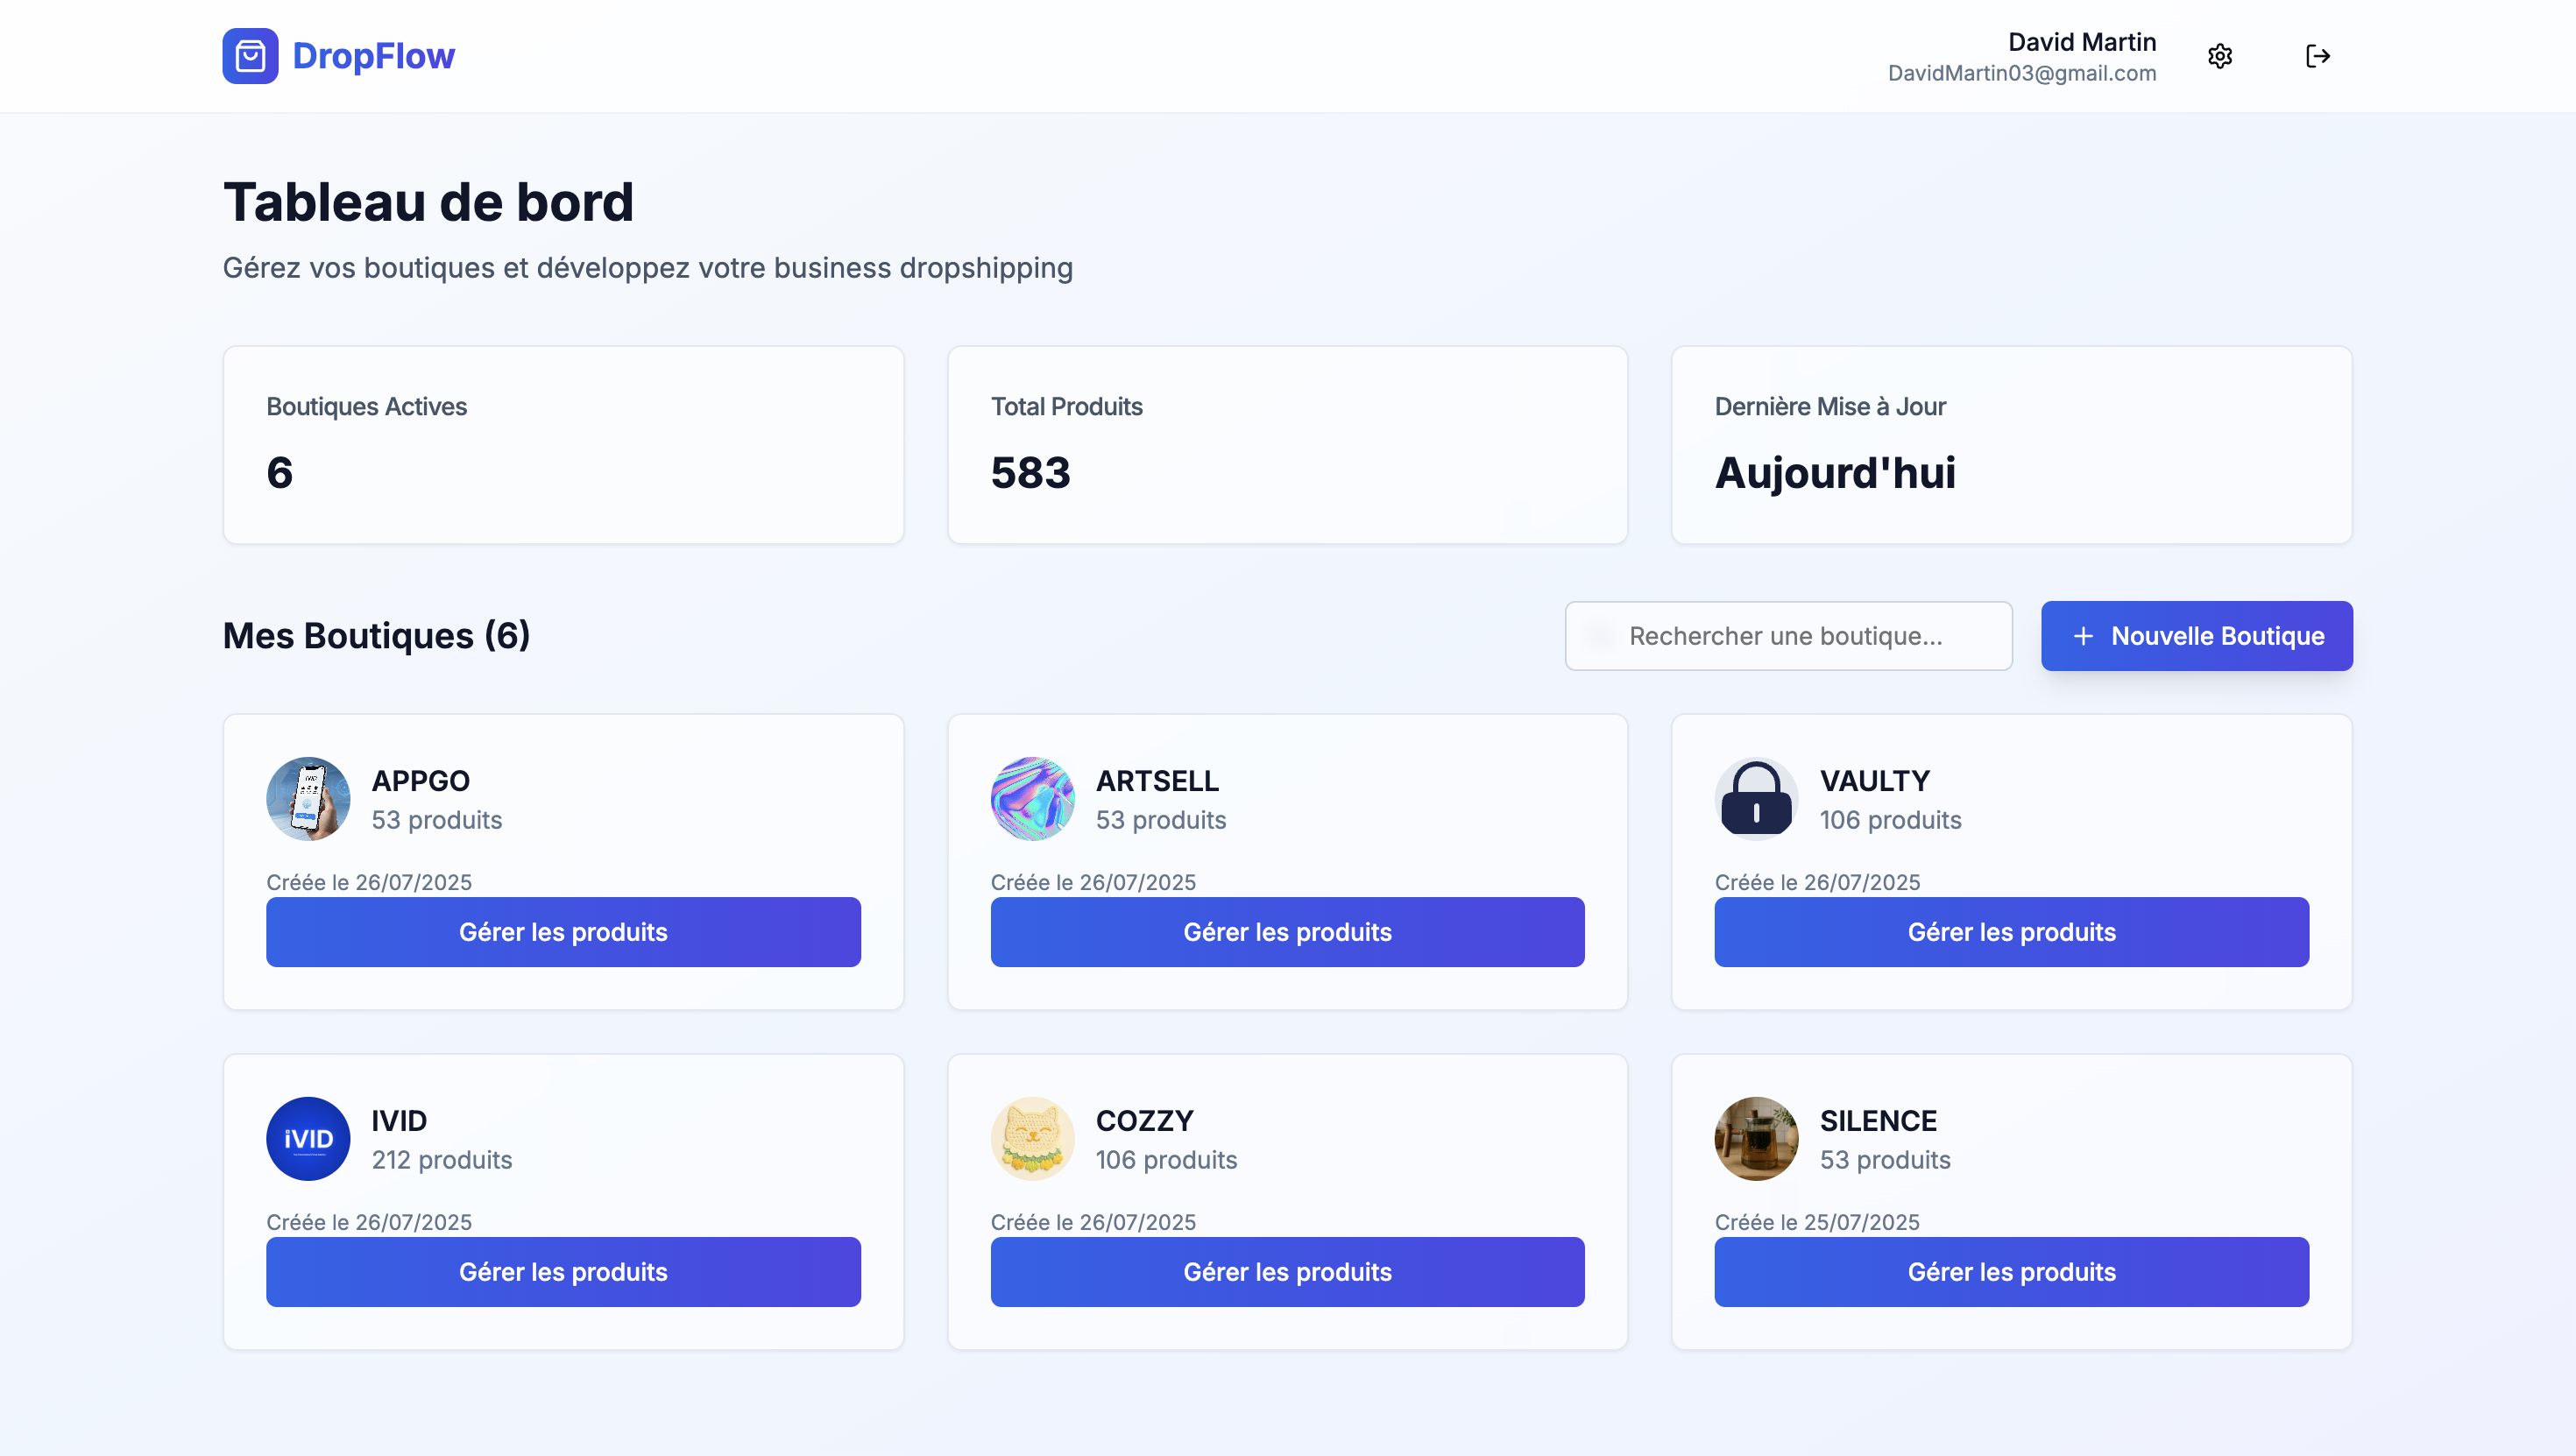 DropFlow
David Martin
DavidMartin03@gmail.com
Tableau de bord
Gérez vos boutiques et développez votre business dropshipping
Boutiques Actives
6
Total Produits
583
Dernière Mise à Jour
Aujourd'hui
Mes Boutiques (6)
Rechercher une boutique...
Nouvelle Boutique
APPGO
53 produits
Créée le 26/07/2025
Gérer les produits
ARTSELL
53 produits
Créée le 26/07/2025
Gérer les produits
VAULTY
106 produits
Créée le 26/07/2025
Gérer les produits
iVID
IVID
212 produits
Créée le 26/07/2025
Gérer les produits
COZZY
106 produits
Créée le 26/07/2025
Gérer les produits
SILENCE
53 produits
Créée le 25/07/2025
Gérer les produits